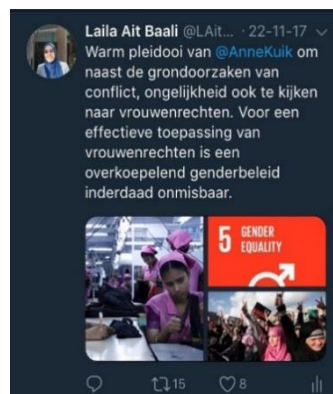 Laila Ait Baali @LAit... · 22-11-17
Warm pleidooi van @AnneKuik om
naast de grondoorzaken van
conflict, ongelijkheid ook te kijken
naar vrouwenrechten. Voor een
effectieve toepassing van
vrouwenrechten is een
overkoepelend genderbeleid
inderdaad onmisbaar.
5 GENDER
EQUALITY
15 8